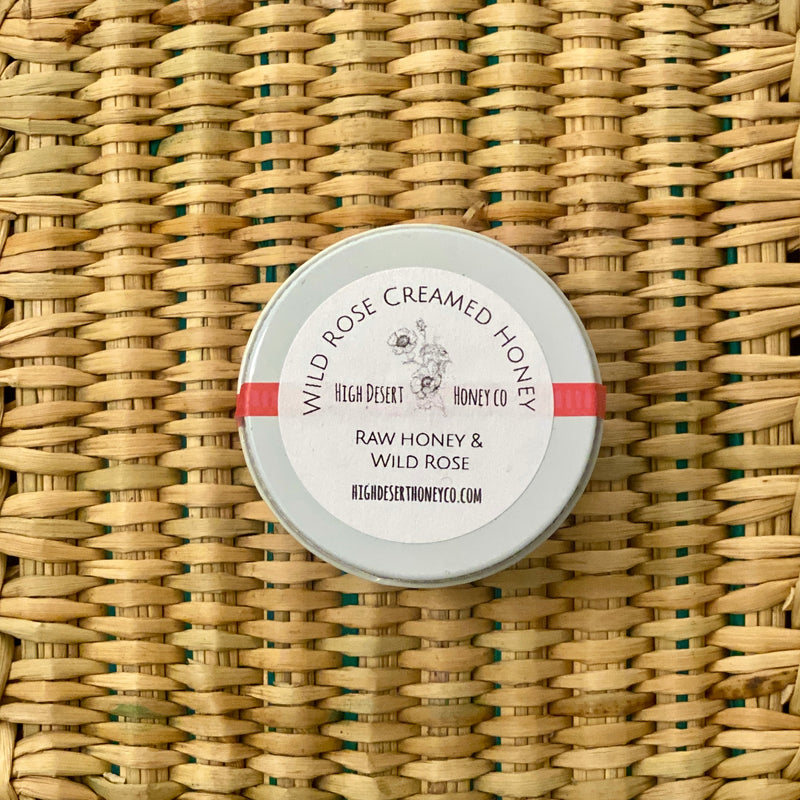 Wild Rose Creamed Honey
High Desert Honey Co
Raw Honey &
Wild Rose
highdeserthoneyco.com